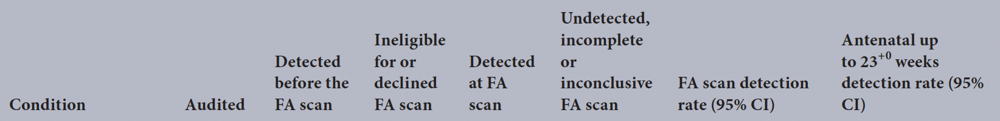 Condition
Audited
Detected
before the
FA scan
Ineligible
for or
declined
FA scan
Detected
at FA
scan
Undetected,
incomplete
or
inconclusive
FA scan
FA scan detection
rate (95% CI)
Antenatal up
to 23⁺⁰ weeks
detection rate (95%
CI)